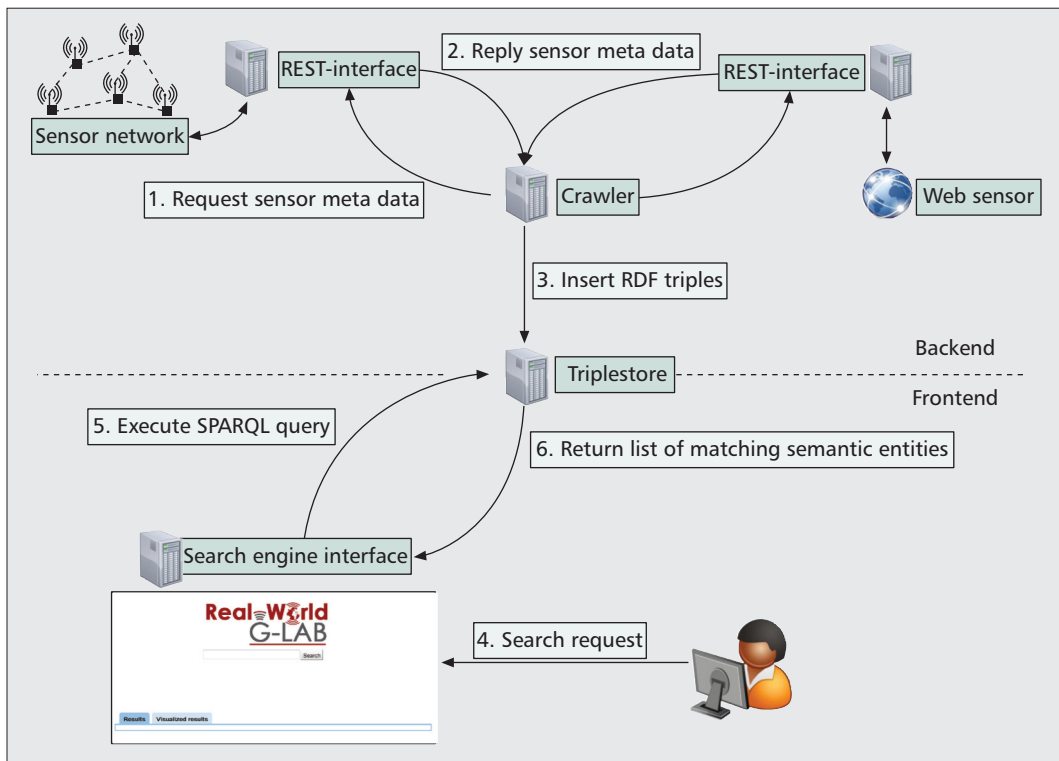 2. Reply sensor meta data
REST-interface
REST-interface
Sensor network
1. Request sensor meta data
Crawler
Web sensor
3. Insert RDF triples
Backend
Triplestore
Frontend
5. Execute SPARQL query
6. Return list of matching semantic entities
Search engine interface
Real World
G-LAB
Search
4. Search request
Results Visualized results